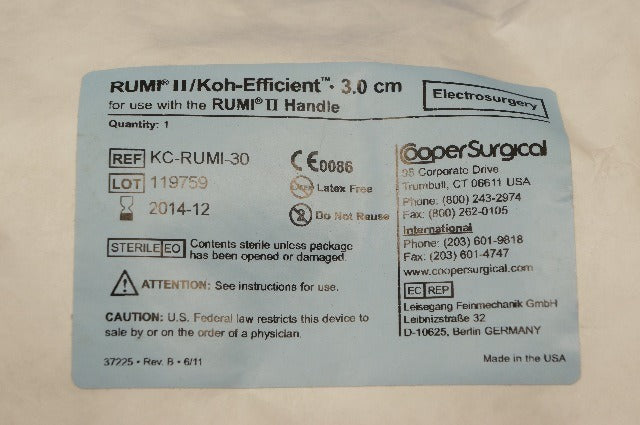 RUMI® II/Koh-Efficient™ • 3.0 cm
for use with the RUMI® II Handle
Electrosurgery
Quantity: 1
REF KC-RUMI-30
LOT 119759
2014-12
CE0086
Latex Free
2 Do Not Reuse
STERILE EO Contents sterile unless package
has been opened or damaged.
ATTENTION: See instructions for use.
CAUTION: U.S. Federal law restricts this device to
sale by or on the order of a physician.
37225 • Rev. B • 6/11
CooperSurgical
95 Corporate Drive
Trumbull, CT 06611 USA
Phone: (800) 243-2974
Fax: (800) 262-0105
International
Phone: (203) 601-9818
Fax: (203) 601-4747
www.coopersurgical.com
EC REP
Leisegang Feinmechanik GmbH
Leibnizstraße 32
D-10625, Berlin GERMANY
Made in the USA